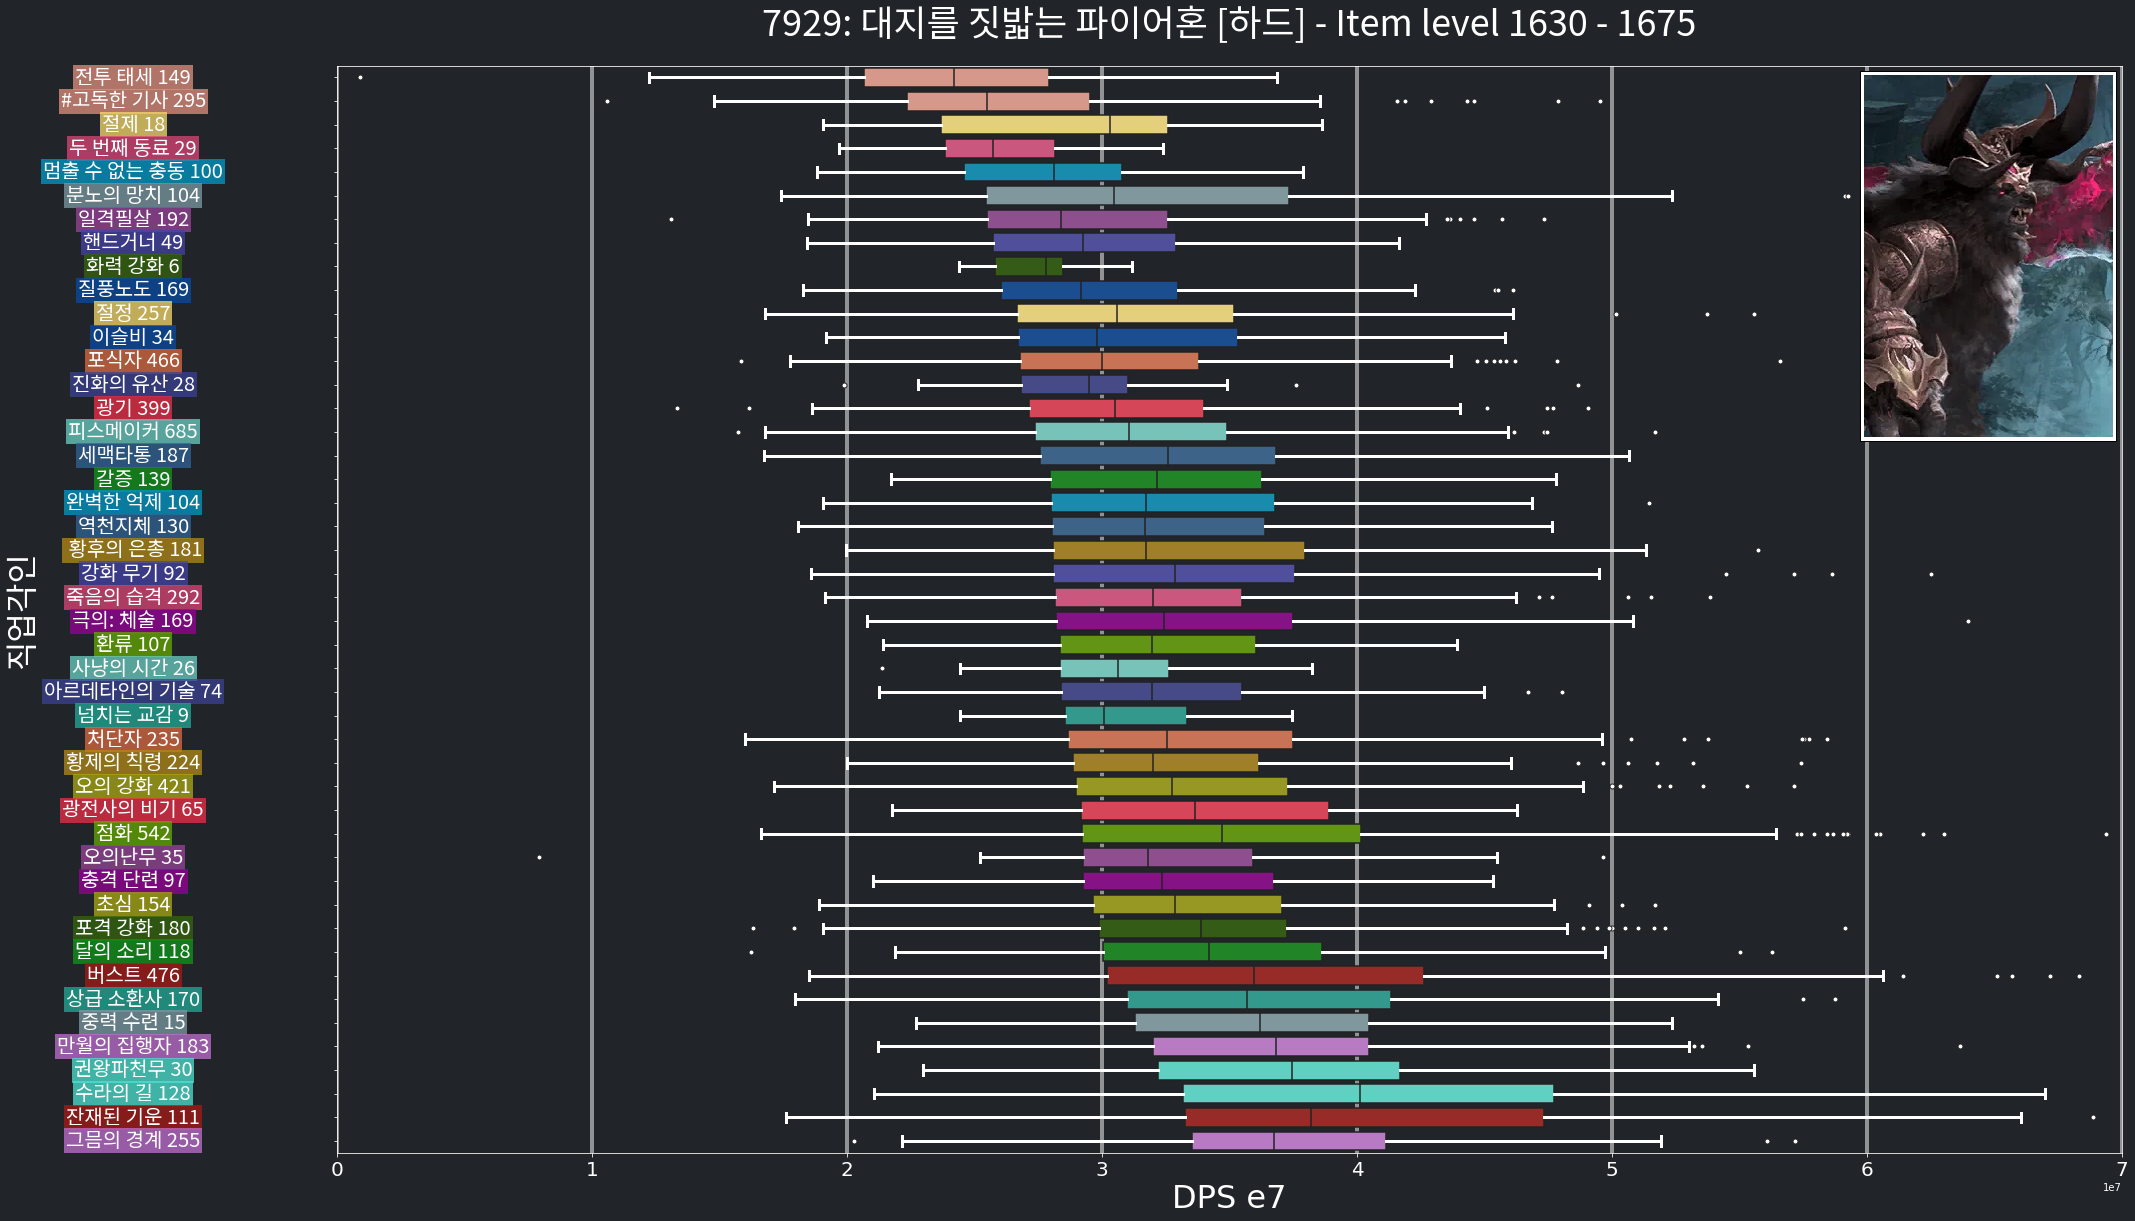 7929: 대지를 짓밟는 파이어혼 [하드] - Item level 1630 - 1675
전투 태세 149
#고독한 기사 295
절제 18
두 번째 동료 29
멈출 수 없는 충동 100
분노의 망치 104
일격필살 192
핸드거너 49
화력 강화 6
질풍노도 169
절정 257
이슬비 34
포식자 466
진화의 유산 28
광기 399
피스메이커 685
세맥타통 187
갈증 139
완벽한 억제 104
역천지체 130
황후의 은총 181
강화 무기 92
죽음의 습격 292
극의: 체술 169
환류 107
사냥의 시간 26
아르데타인의 기술 74
넘치는 교감 9
처단자 235
황제의 칙령 224
오의 강화 421
광전사의 비기 65
점화 542
오의난무 35
충격 단련 97
초심 154
포격 강화 180
달의 소리 118
버스트 476
상급 소환사 170
중력 수련 15
만월의 집행자 183
권왕파천무 30
수라의 길 128
잔재된 기운 111
그믐의 경계 255
직업각인
0 1 2 3 4 5 6 7
1e7
DPS e7